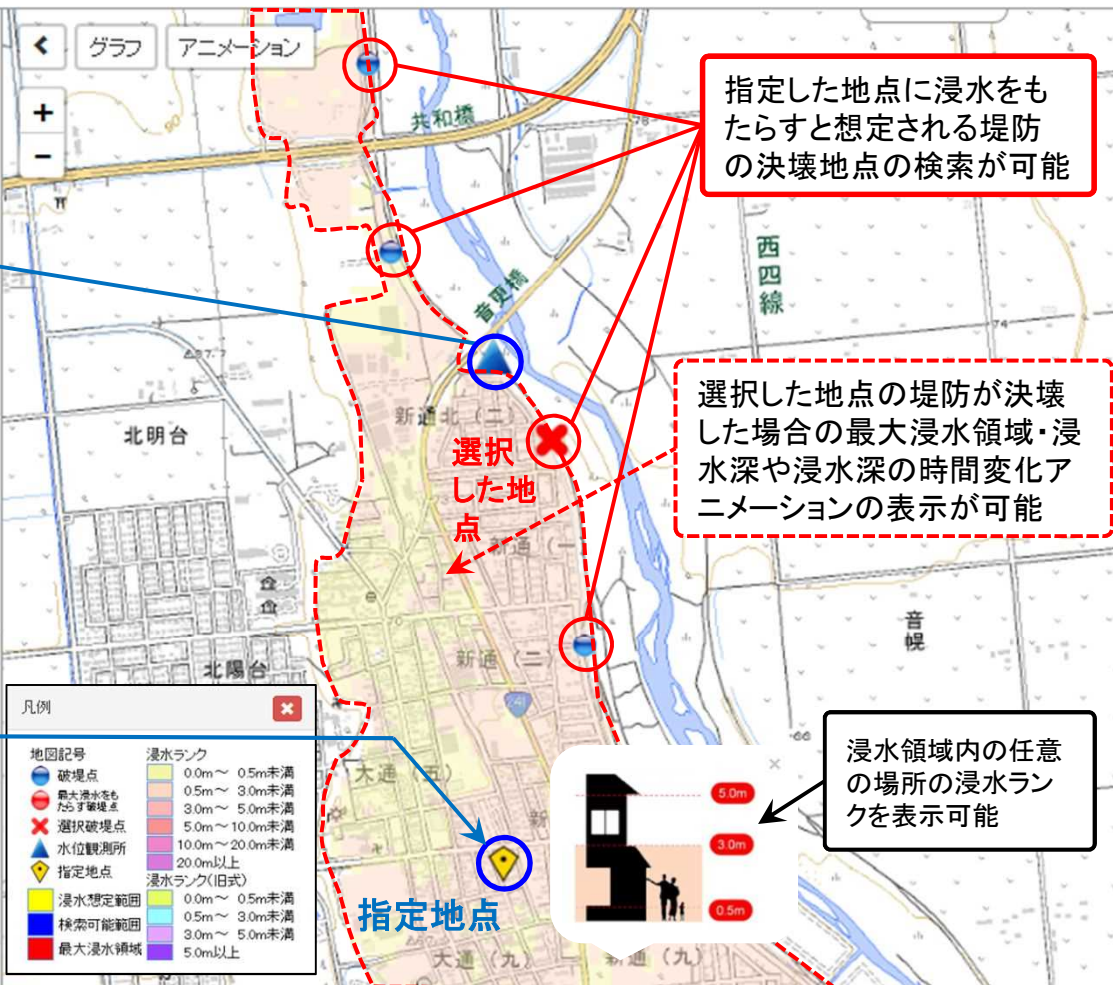 グラフ
アニメーション
+
-
共和橋
指定した地点に浸水をも
たらすと想定される堤防
の決壊地点の検索が可能
78
90
西四線
音更橋
74
97.7
選択した地点の堤防が決壊
した場合の最大浸水領域・浸
水深や浸水深の時間変化ア
ニメーションの表示が可能
新通北（二）
北明台
選択
した地
点
新通（一
音幌
新通（二）
北陽台
241
凡例
地図記号
破堤点
最大浸水をも
たらす破堤点
選択破堤点
水位観測所
指定地点
浸水想定範囲
検索可能範囲
最大浸水領域
浸水ランク
0.0m～ 0.5m未満
0.5m～ 3.0m未満
3.0m～ 5.0m未満
5.0m～10.0m未満
10.0m～20.0m未満
20.0m以上
浸水ランク(旧式)
0.0m～ 0.5m未満
0.5m～ 3.0m未満
3.0m～ 5.0m未満
5.0m以上
大通（五）
新
5.0m
3.0m
0.5m
浸水領域内の任意
の場所の浸水ラン
クを表示可能
指定地点
大通（九）
新通（九）